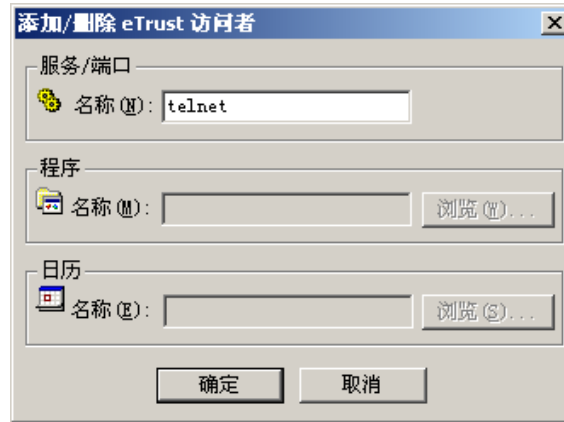 添加/删除 eTrust 访问者
服务/端口
名称(N): telnet
程序
名称(M):
浏览(W)...
日历
名称(E):
浏览(S)...
确定
取消